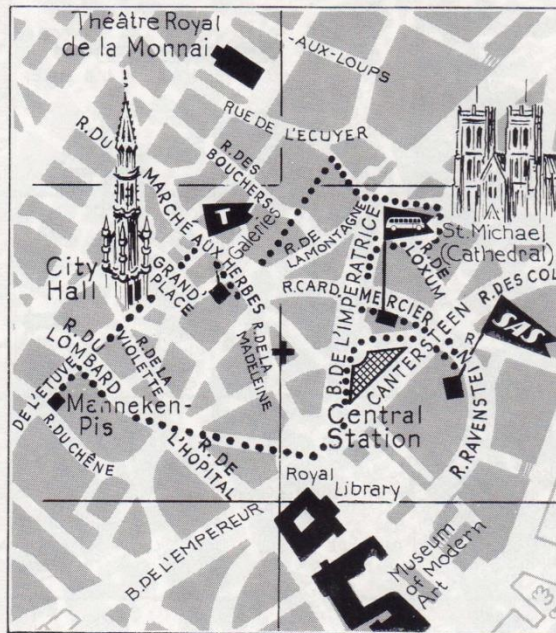 Théâtre Royal
de la Monnai
-AUX-LOUPS
RUE DE L'ECUYER
R. DU MARCHE AUX HERBES
R. DES BOUCHERS
T
Galeries
R. DE
LAMONTAGNE
St. Michael
(Cathedral)
R. DE
LOXUM
City
Hall
GRAND
PLACE
R. CARD. MERCIER
B. DE L'IMPERATRICE
R. DES COL
SAS
R. DU
LOMBARD
R. DE LA
VIOLETTE
R. DE LA
MADELEINE
CANTERSTEEN
R. RAVENSTEIN
Central
Station
DE L'ETUVE
Manneken-
Pis
R. DU CHÊNE
R. DE
L'HOPITAL
Royal
Library
B. DE L'EMPEREUR
Museum
of Modern
Art